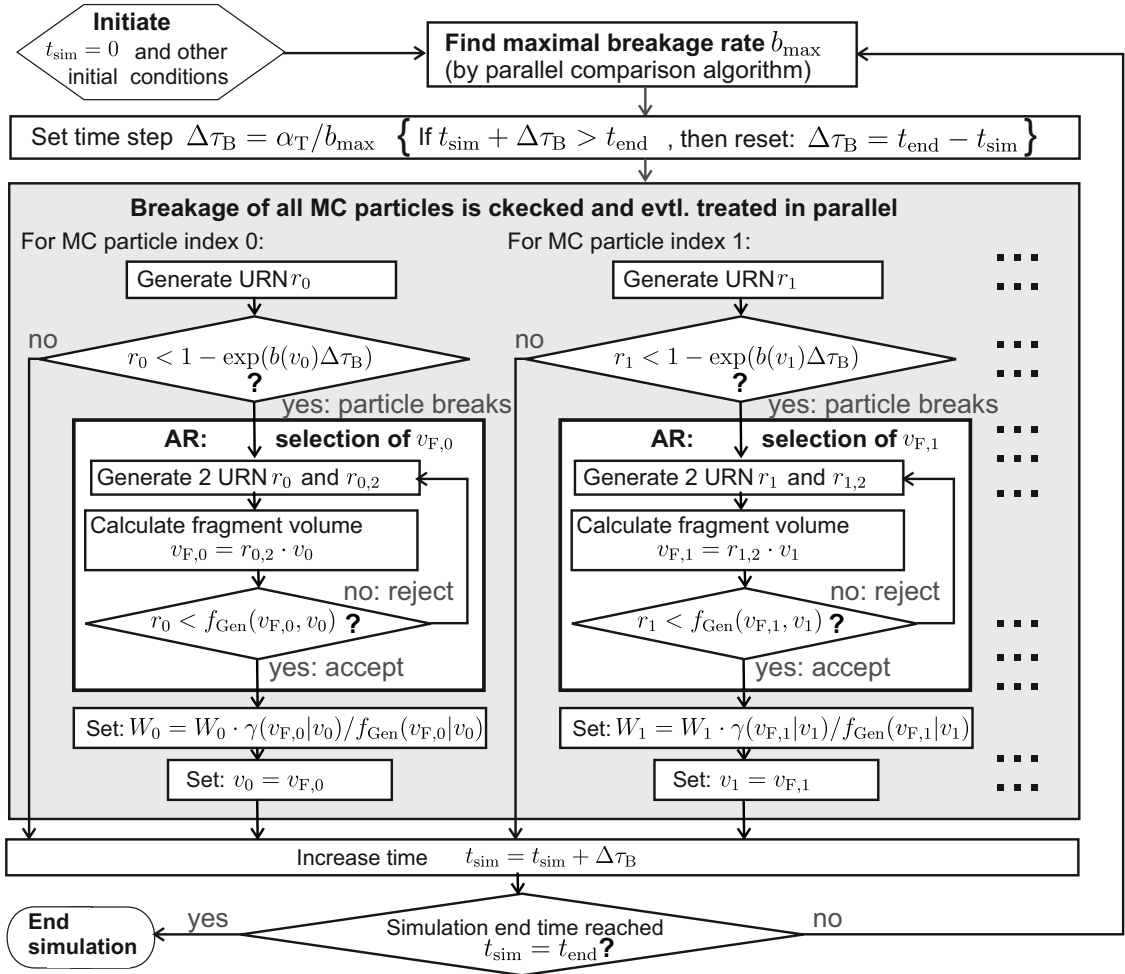 Initiate
t_sim = 0 and other
initial conditions
Find maximal breakage rate b_max
(by parallel comparison algorithm)
Set time step Δτ_B = α_T/b_max { If t_sim + Δτ_B > t_end , then reset: Δτ_B = t_end − t_sim }
Breakage of all MC particles is ckecked and evtl. treated in parallel
For MC particle index 0:
Generate URN r_0
no
r_0 < 1 − exp(b(v_0)Δτ_B)
?
yes: particle breaks
AR: selection of v_F,0
Generate 2 URN r_0 and r_0,2
Calculate fragment volume
v_F,0 = r_0,2 · v_0
no: reject
r_0 < f_Gen(v_F,0, v_0) ?
yes: accept
Set: W_0 = W_0 · γ(v_F,0|v_0)/f_Gen(v_F,0|v_0)
Set: v_0 = v_F,0
For MC particle index 1:
Generate URN r_1
no
r_1 < 1 − exp(b(v_1)Δτ_B)
?
yes: particle breaks
AR: selection of v_F,1
Generate 2 URN r_1 and r_1,2
Calculate fragment volume
v_F,1 = r_1,2 · v_1
no: reject
r_1 < f_Gen(v_F,1, v_1) ?
yes: accept
Set: W_1 = W_1 · γ(v_F,1|v_1)/f_Gen(v_F,1|v_1)
Set: v_1 = v_F,1
Increase time t_sim = t_sim + Δτ_B
Simulation end time reached
t_sim = t_end ?
yes
no
End
simulation